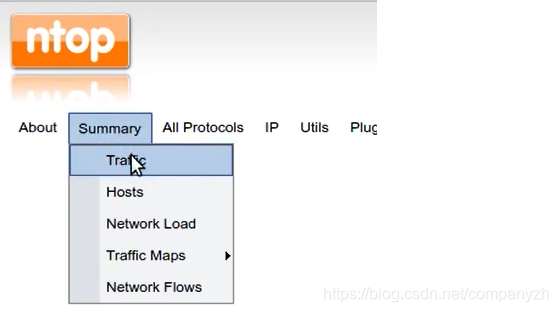 ntop
About Summary All Protocols IP Utils Plug
Traffic
Hosts
Network Load
Traffic Maps
Network Flows
https://blog.csdn.net/companyzh